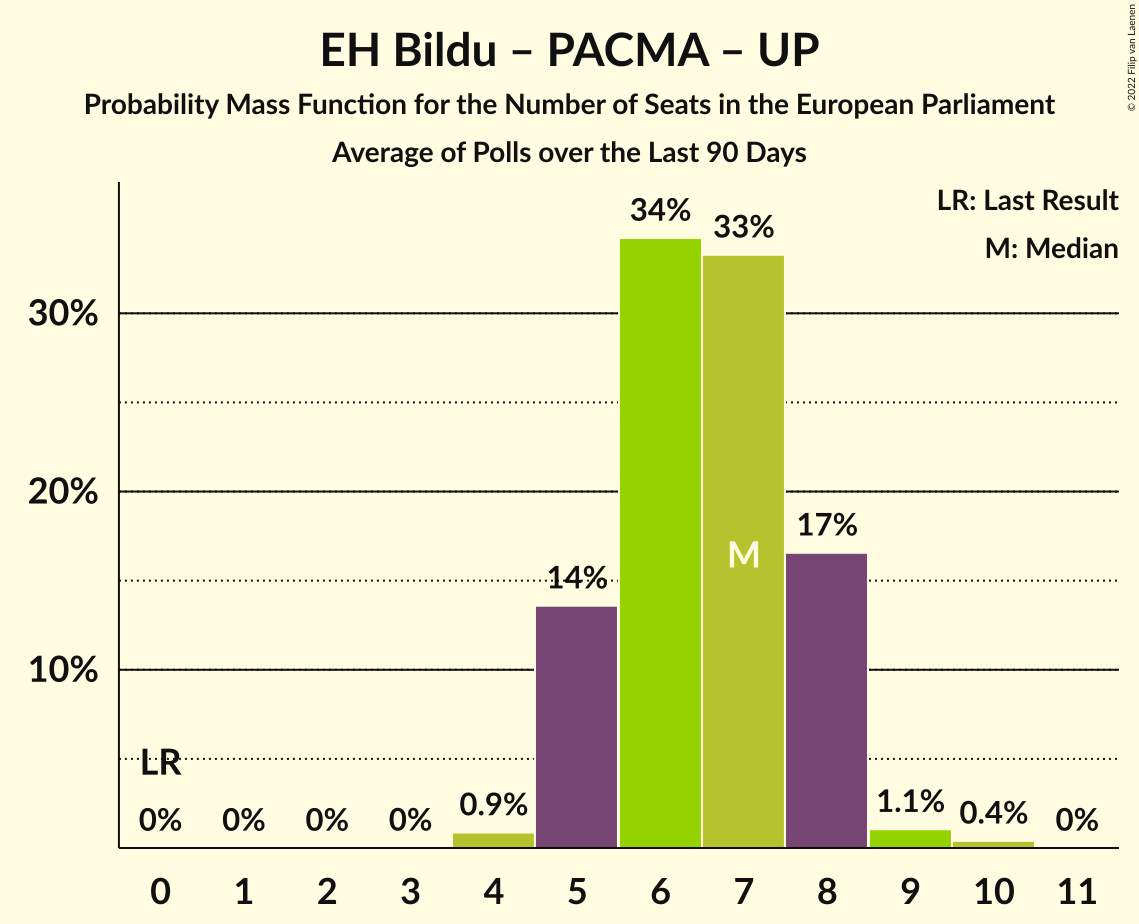 EH Bildu – PACMA – UP
Probability Mass Function for the Number of Seats in the European Parliament
Average of Polls over the Last 90 Days
© 2022 Filip van Laenen
LR: Last Result
M: Median
34%
33%
30%
20%
17%
M
14%
10%
LR
0%
0%
0%
0%
0.9%
1.1%
0.4%
0%
0 1 2 3 4 5 6 7 8 9 10 11